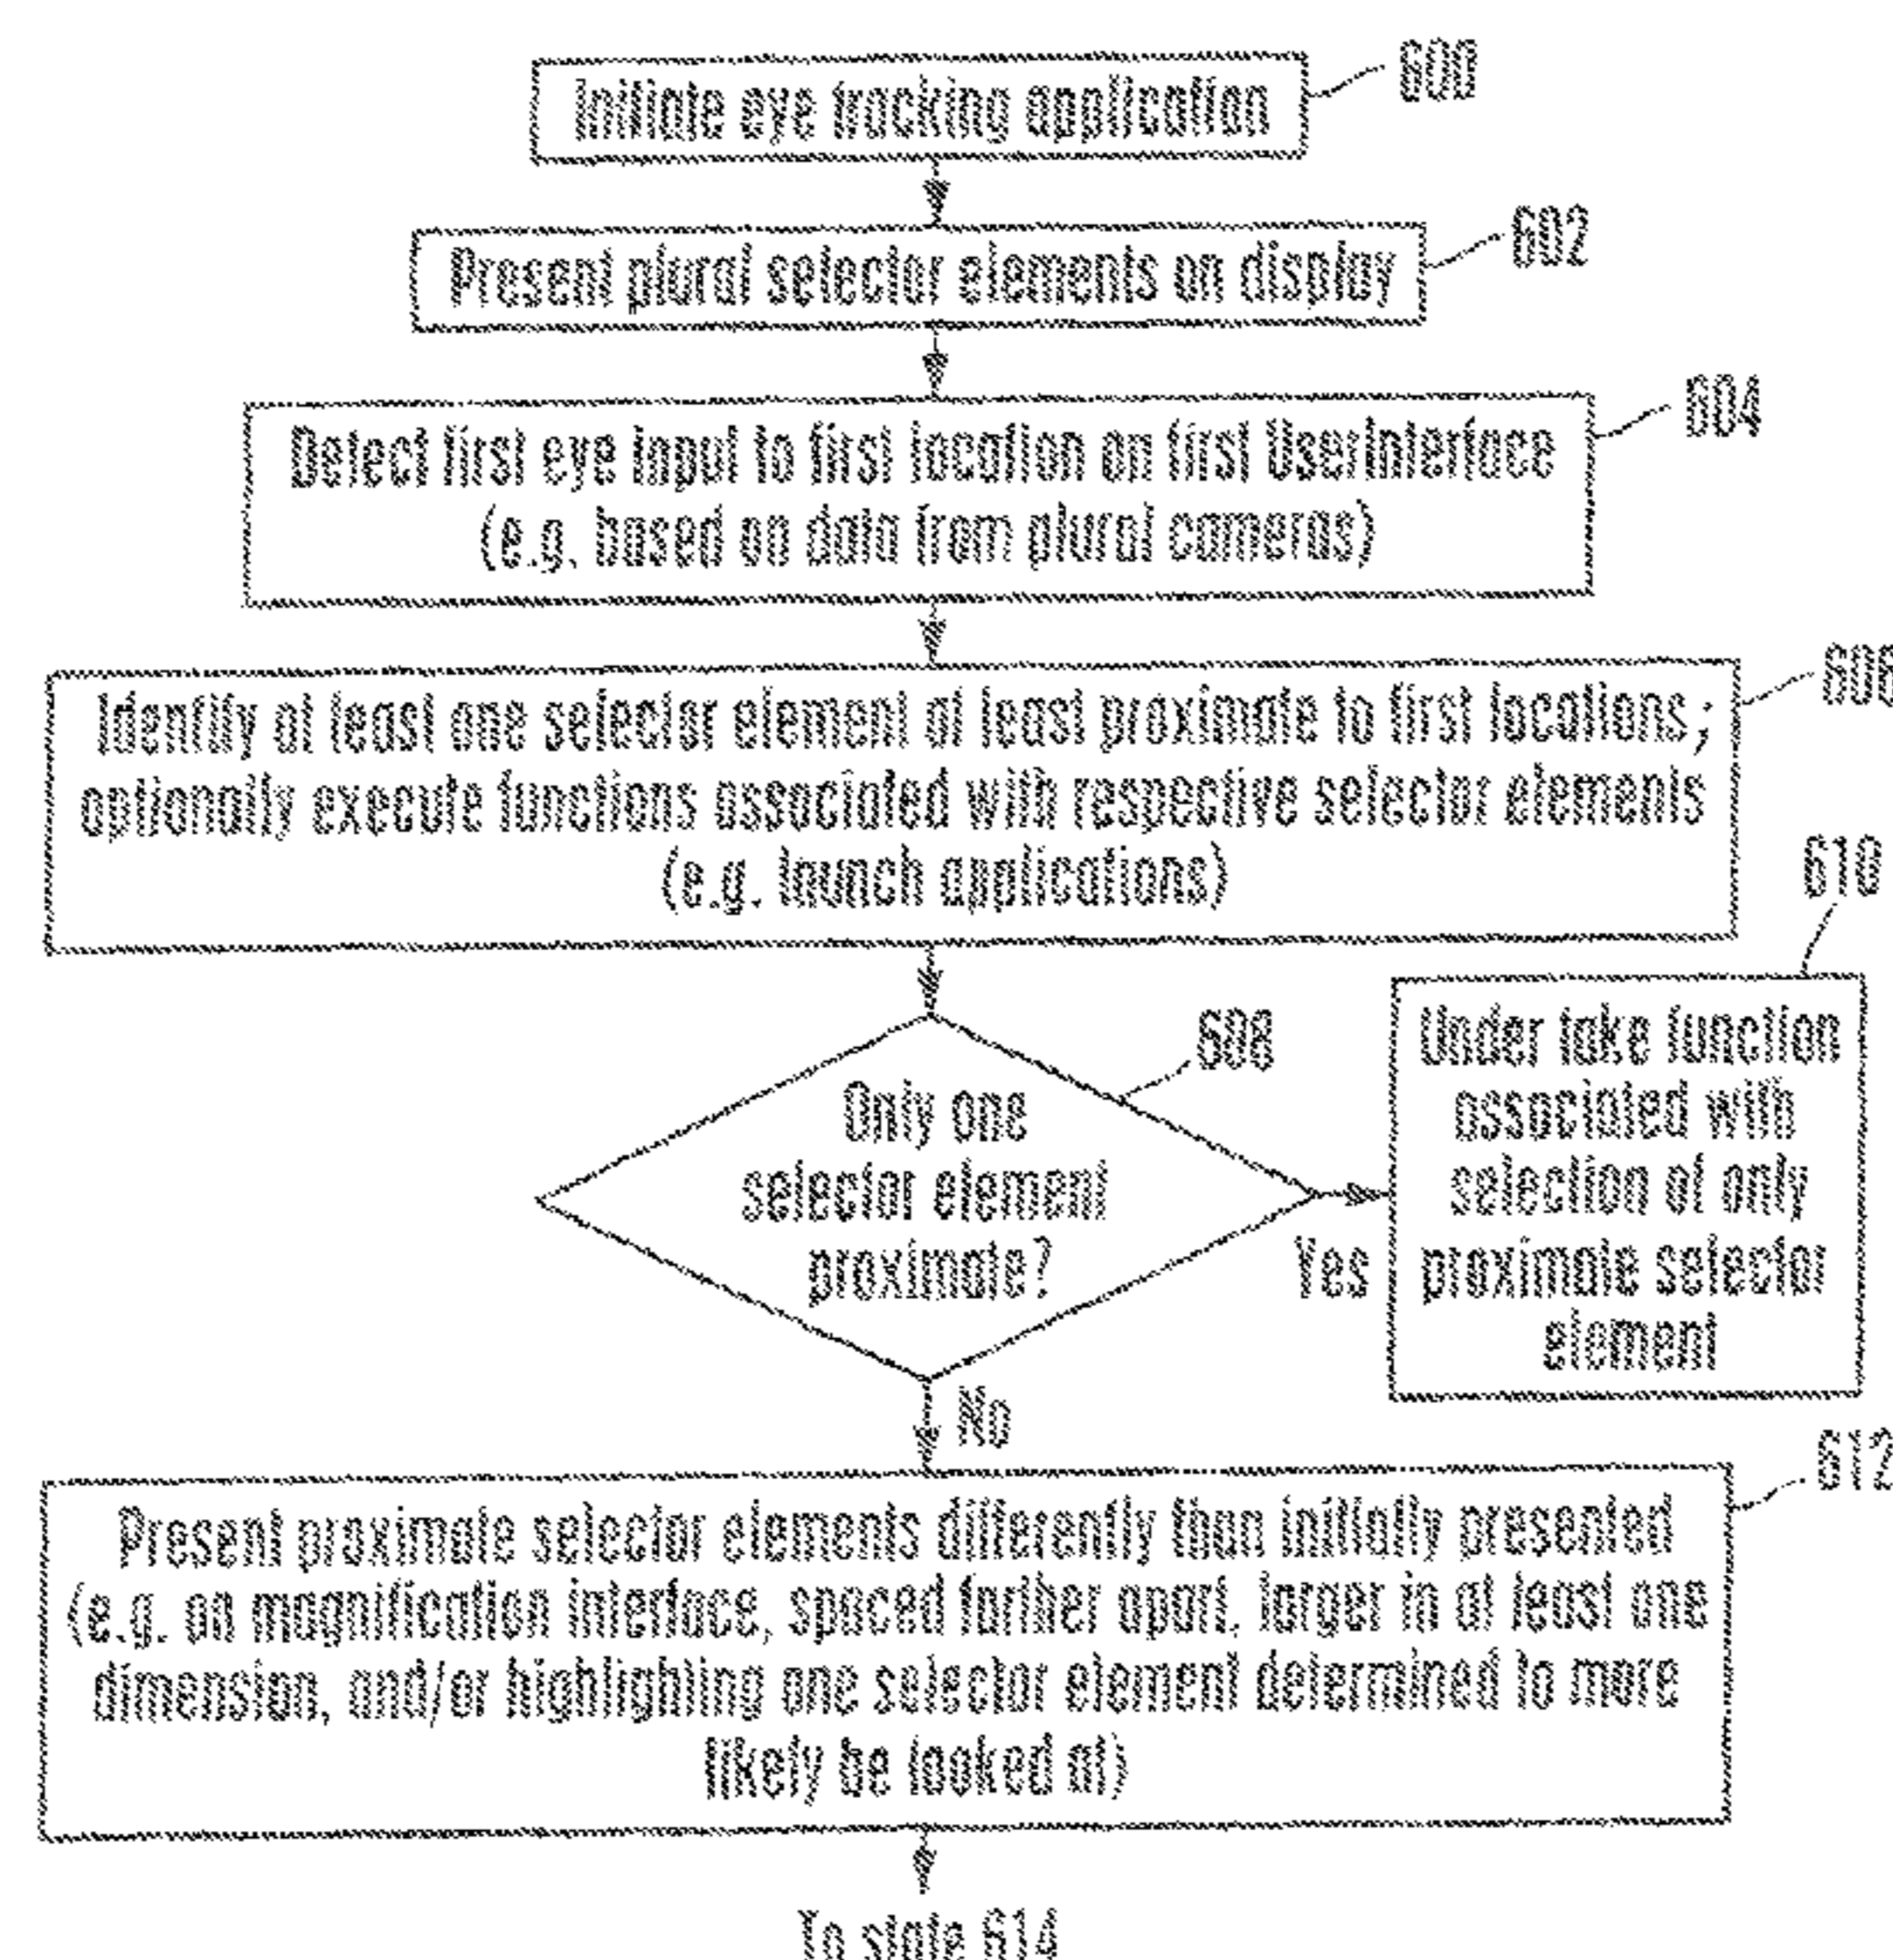 Initiate eye tracking application
600
Present plural selector elements on display
602
Detect first eye input to first location on first UserInterface
(e.g. based on data from plural cameras)
604
Identify at least one selector element at least proximate to first locations;
optionally execute functions associated with respective selector elements
(e.g. launch applications)
606
610
Only one
selector element
proximate?
608
Yes
Under take function
associated with
selection of only
proximate selector
element
No
612
Present proximate selector elements differently than initially presented
(e.g. on magnification interface, spaced farther apart, larger in at least one
dimension, and/or highlighting one selector element determined to more
likely be looked at)
To state 614